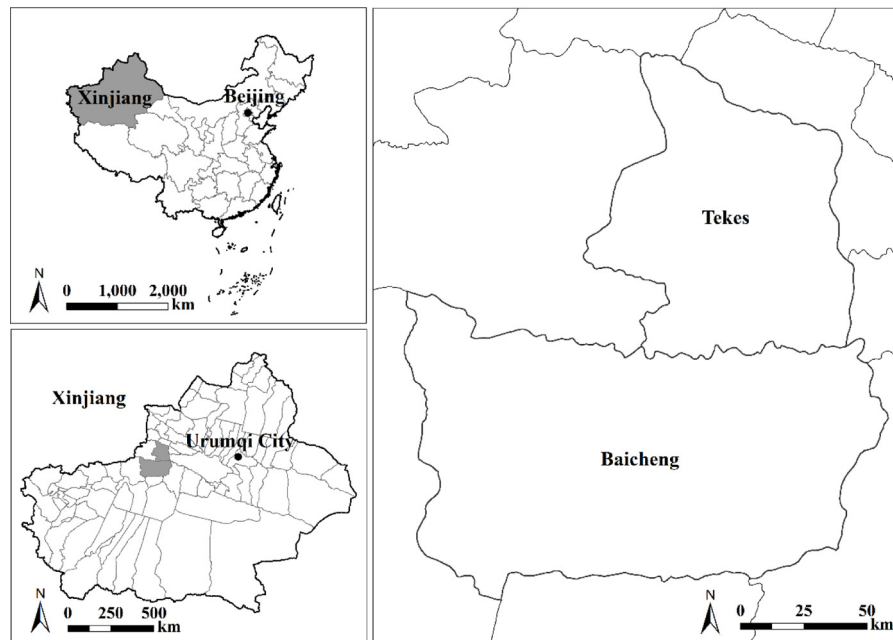 Xinjiang
Beijing
N
0 1,000 2,000
km
Xinjiang
Urumqi City
N
0 250 500
km
Tekes
Baicheng
N
0 25 50
km